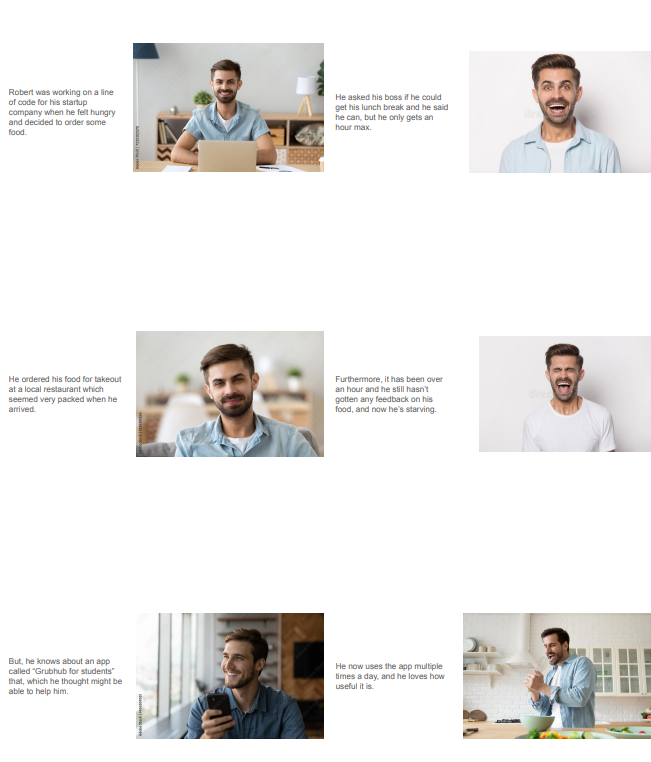 Robert was working on a line
of code for his startup
company when he felt hungry
and decided to order some
food.
He asked his boss if he could
get his lunch break and he said
he can, but he only gets an
hour max.
He ordered his food for takeout
at a local restaurant which
seemed very packed when he
arrived.
Furthermore, it has been over
an hour and he still hasn't
gotten any feedback on his
food, and now he's starving.
But, he knows about an app
called “Grubhub for students”
that, which he thought might be
able to help him.
He now uses the app multiple
times a day, and he loves how
useful it is.